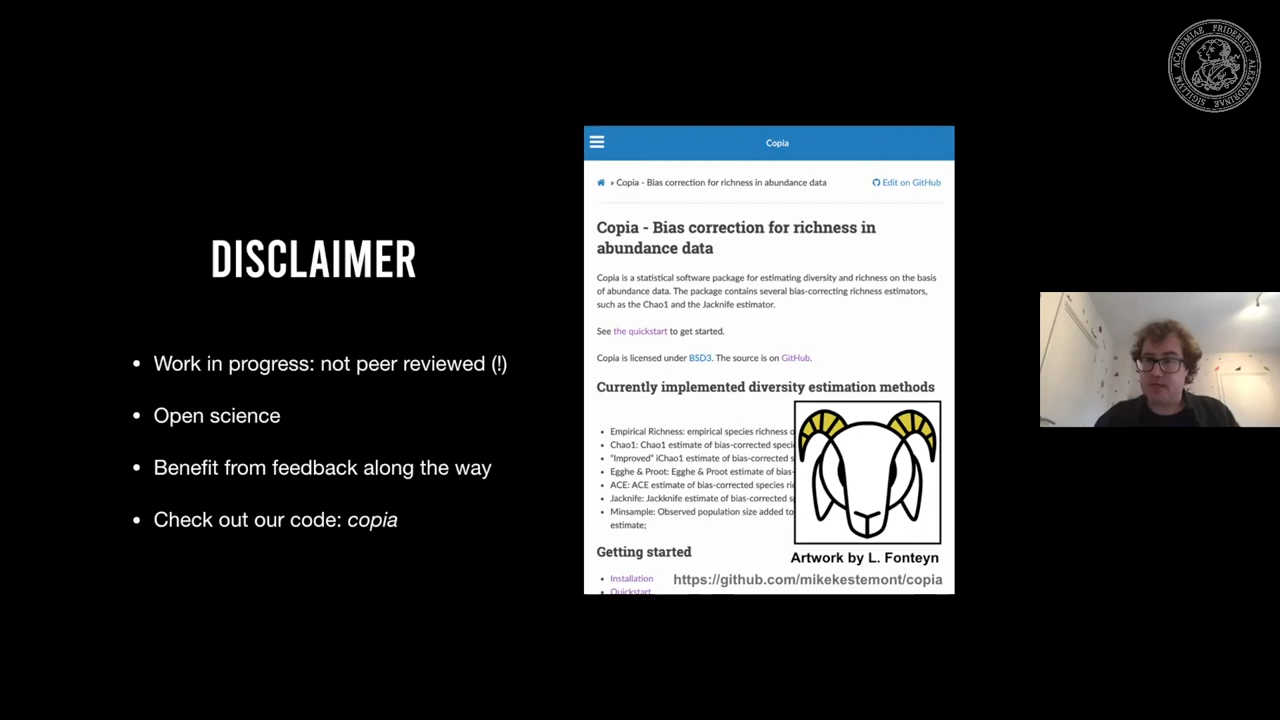 ACADEMIAE FRIDERICO ALEXANDRINAE SIGILLVM
DISCLAIMER
• Work in progress: not peer reviewed (!)
• Open science
• Benefit from feedback along the way
• Check out our code: copia
Copia
» Copia - Bias correction for richness in abundance data
Edit on GitHub
Copia - Bias correction for richness in
abundance data
Copia is a statistical software package for estimating diversity and richness on the basis
of abundance data. The package contains several bias-correcting richness estimators,
such as the Chao1 and the Jacknife estimator.
See the quickstart to get started.
Copia is licensed under BSD3. The source is on GitHub.
Currently implemented diversity estimation methods
• Empirical Richness: empirical species richness
• Chao1: Chao1 estimate of bias-corrected
• "Improved" iChao1 estimate of bias-corrected
• Egghe & Proot: Egghe & Proot estimate of bias-
• ACE: ACE estimate of bias-corrected species
• Jacknife: Jackknife estimate of bias-corrected
• Minsample: Observed population size added to
estimate;
Getting started
• Installation
• Quickstart
Artwork by L. Fonteyn
https://github.com/mikekestemont/copia